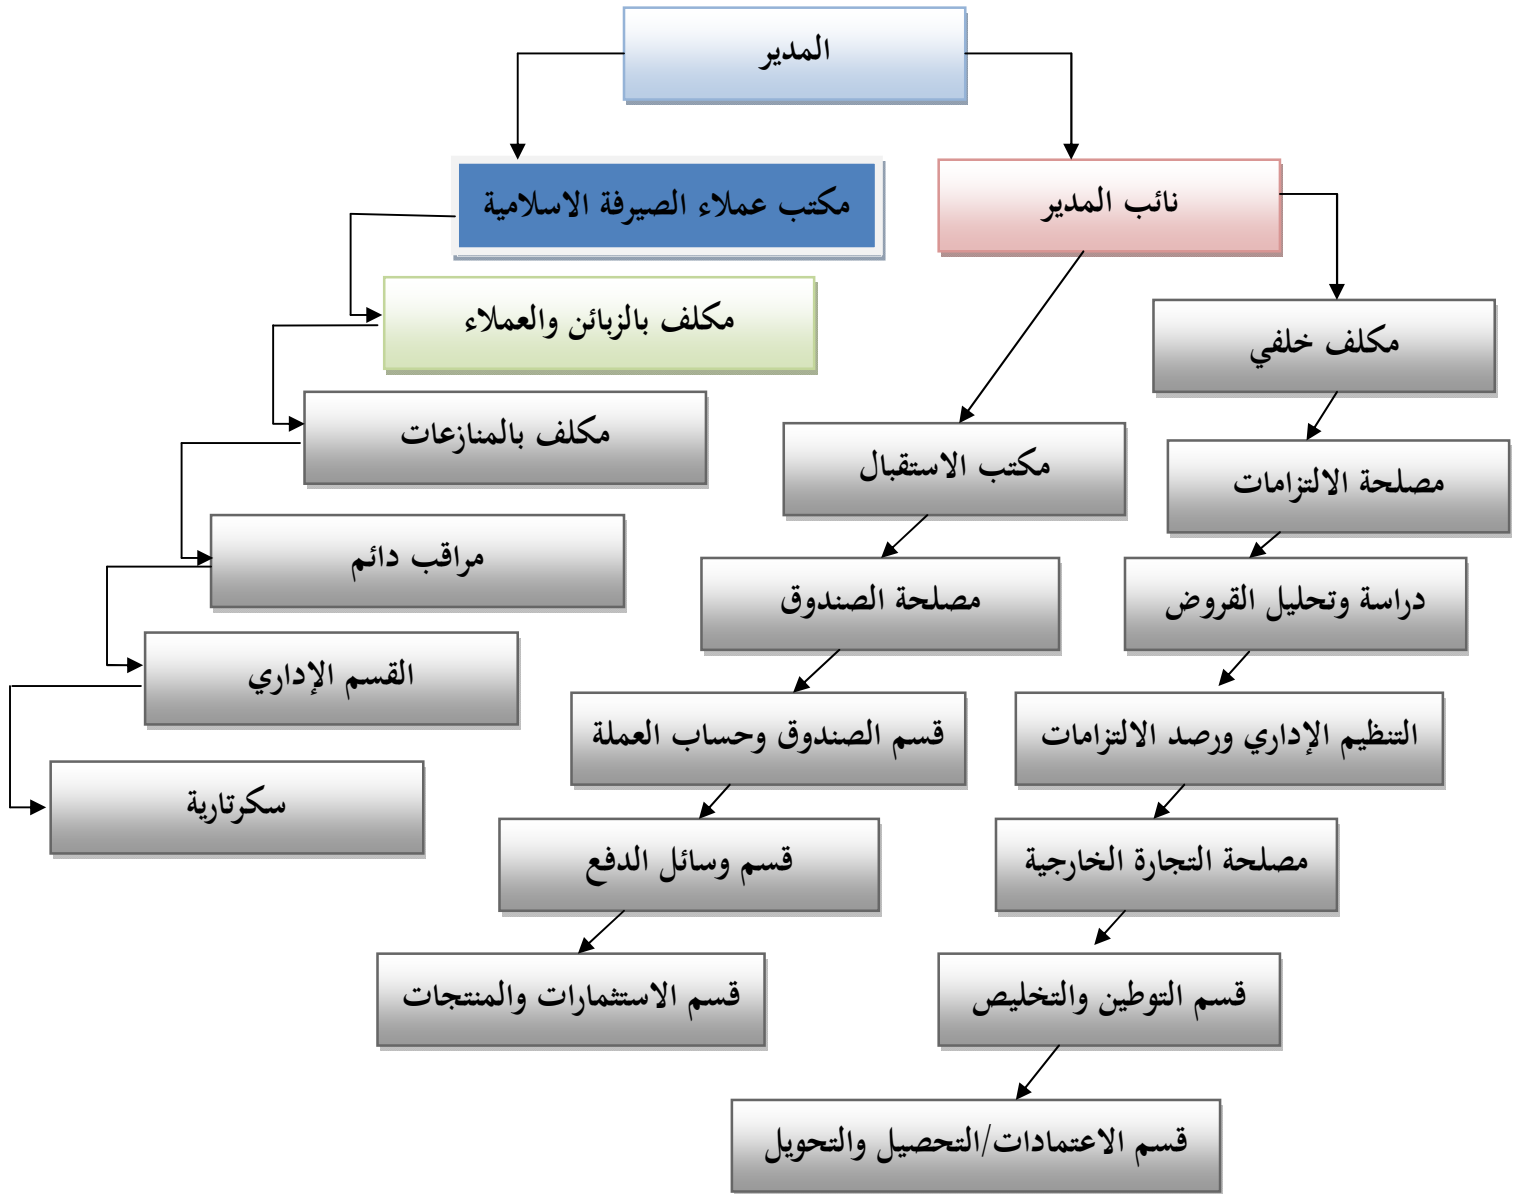 المدير
نائب المدير
مكتب عملاء الصيرفة الاسلامية
مكلف خلفي
مكلف بالزبائن والعملاء
مكتب الاستقبال
مكلف بالمنازعات
مصلحة الالتزامات
مراقب دائم
دراسة وتحليل القروض
مصلحة الصندوق
القسم الإداري
التنظيم الإداري ورصد الالتزامات
قسم الصندوق وحساب العملة
سكرتارية
مصلحة التجارة الخارجية
قسم وسائل الدفع
قسم التوطين والتخليص
قسم الاستثمارات والمنتجات
قسم الاعتمادات/التحصيل والتحويل